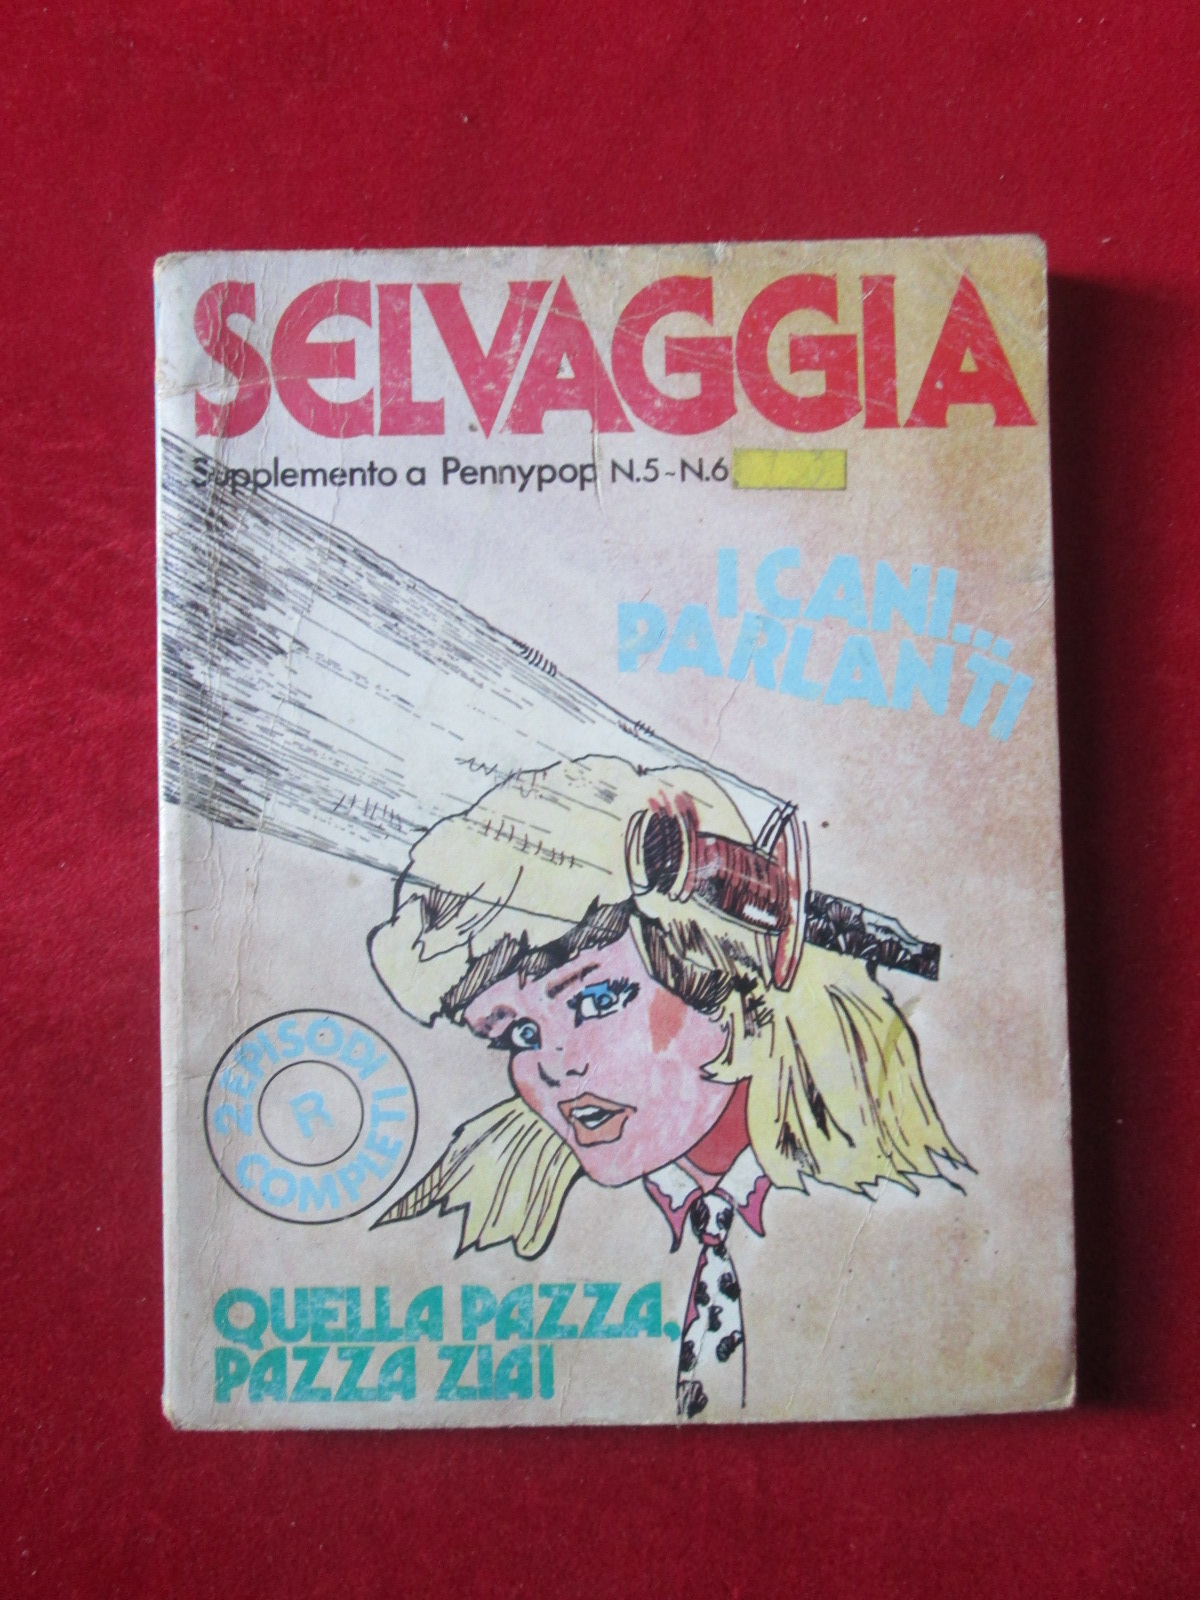 SELVAGGIA
Supplemento a Pennypop N.5-N.6
I CANI...
PARLANTI
2 EPISODI
R
COMPLETI
QUELLA PAZZA,
PAZZA ZIA!